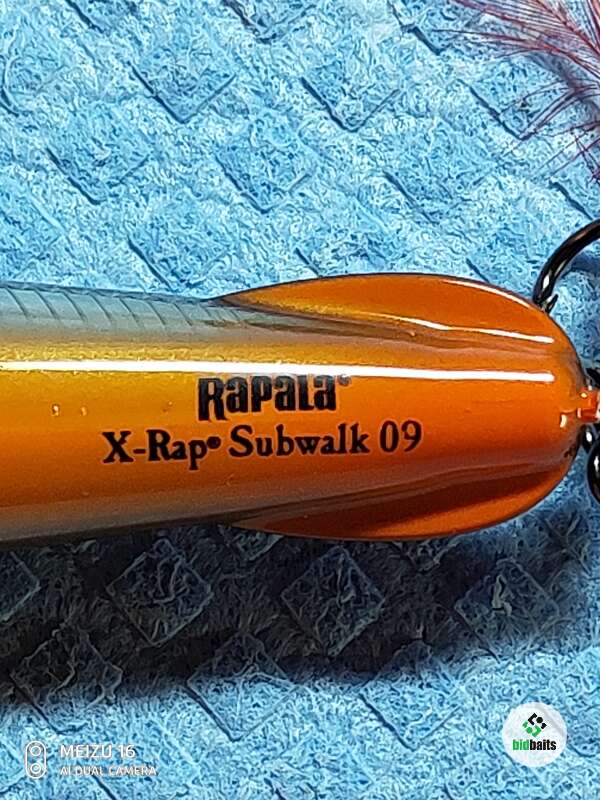 Rapala®
X-Rap® Subwalk 09
MEIZU 16
AI DUAL CAMERA
bidbaits